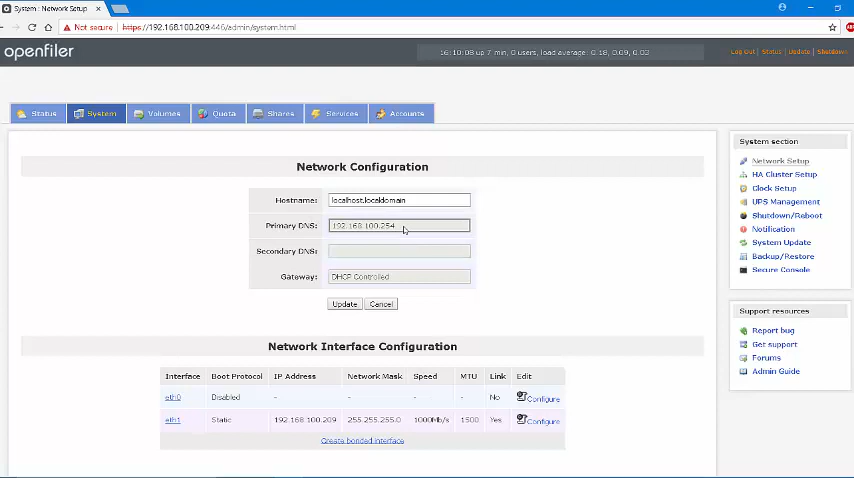 System : Network Setup
Not secure https://192.168.100.209:446/admin/system.html
openfiler
16:10:08 up 7 min, 0 users, load average: 0.18, 0.09, 0.02
Log Out | Status | Update | Shutdown
Status System Volumes Quota Shares Services Accounts
Network Configuration
Hostname: localhost.localdomain
Primary DNS: 192.168.100.254
Secondary DNS:
Gateway: DHCP Controlled
Update Cancel
Network Interface Configuration
Interface Boot Protocol IP Address Network Mask Speed MTU Link Edit
eth0 Disabled - - - - No Configure
eth1 Static 192.168.100.209 255.255.255.0 1000Mb/s 1500 Yes Configure
Create bonded interface
System section
Network Setup
HA Cluster Setup
Clock Setup
UPS Management
Shutdown/Reboot
Notification
System Update
Backup/Restore
Secure Console
Support resources
Report bug
Get support
Forums
Admin Guide